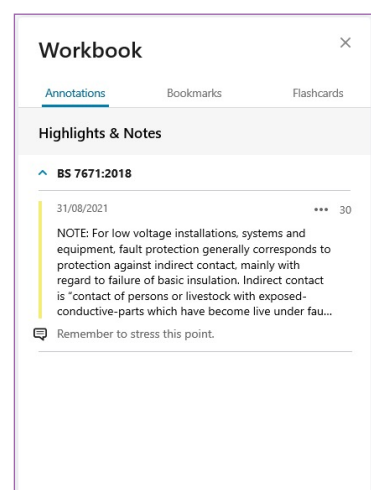 Workbook
Annotations Bookmarks Flashcards
Highlights & Notes
BS 7671:2018
31/08/2021 ••• 30
NOTE: For low voltage installations, systems and
equipment, fault protection generally corresponds to
protection against indirect contact, mainly with
regard to failure of basic insulation. Indirect contact
is “contact of persons or livestock with exposed-
conductive-parts which have become live under fau...
Remember to stress this point.